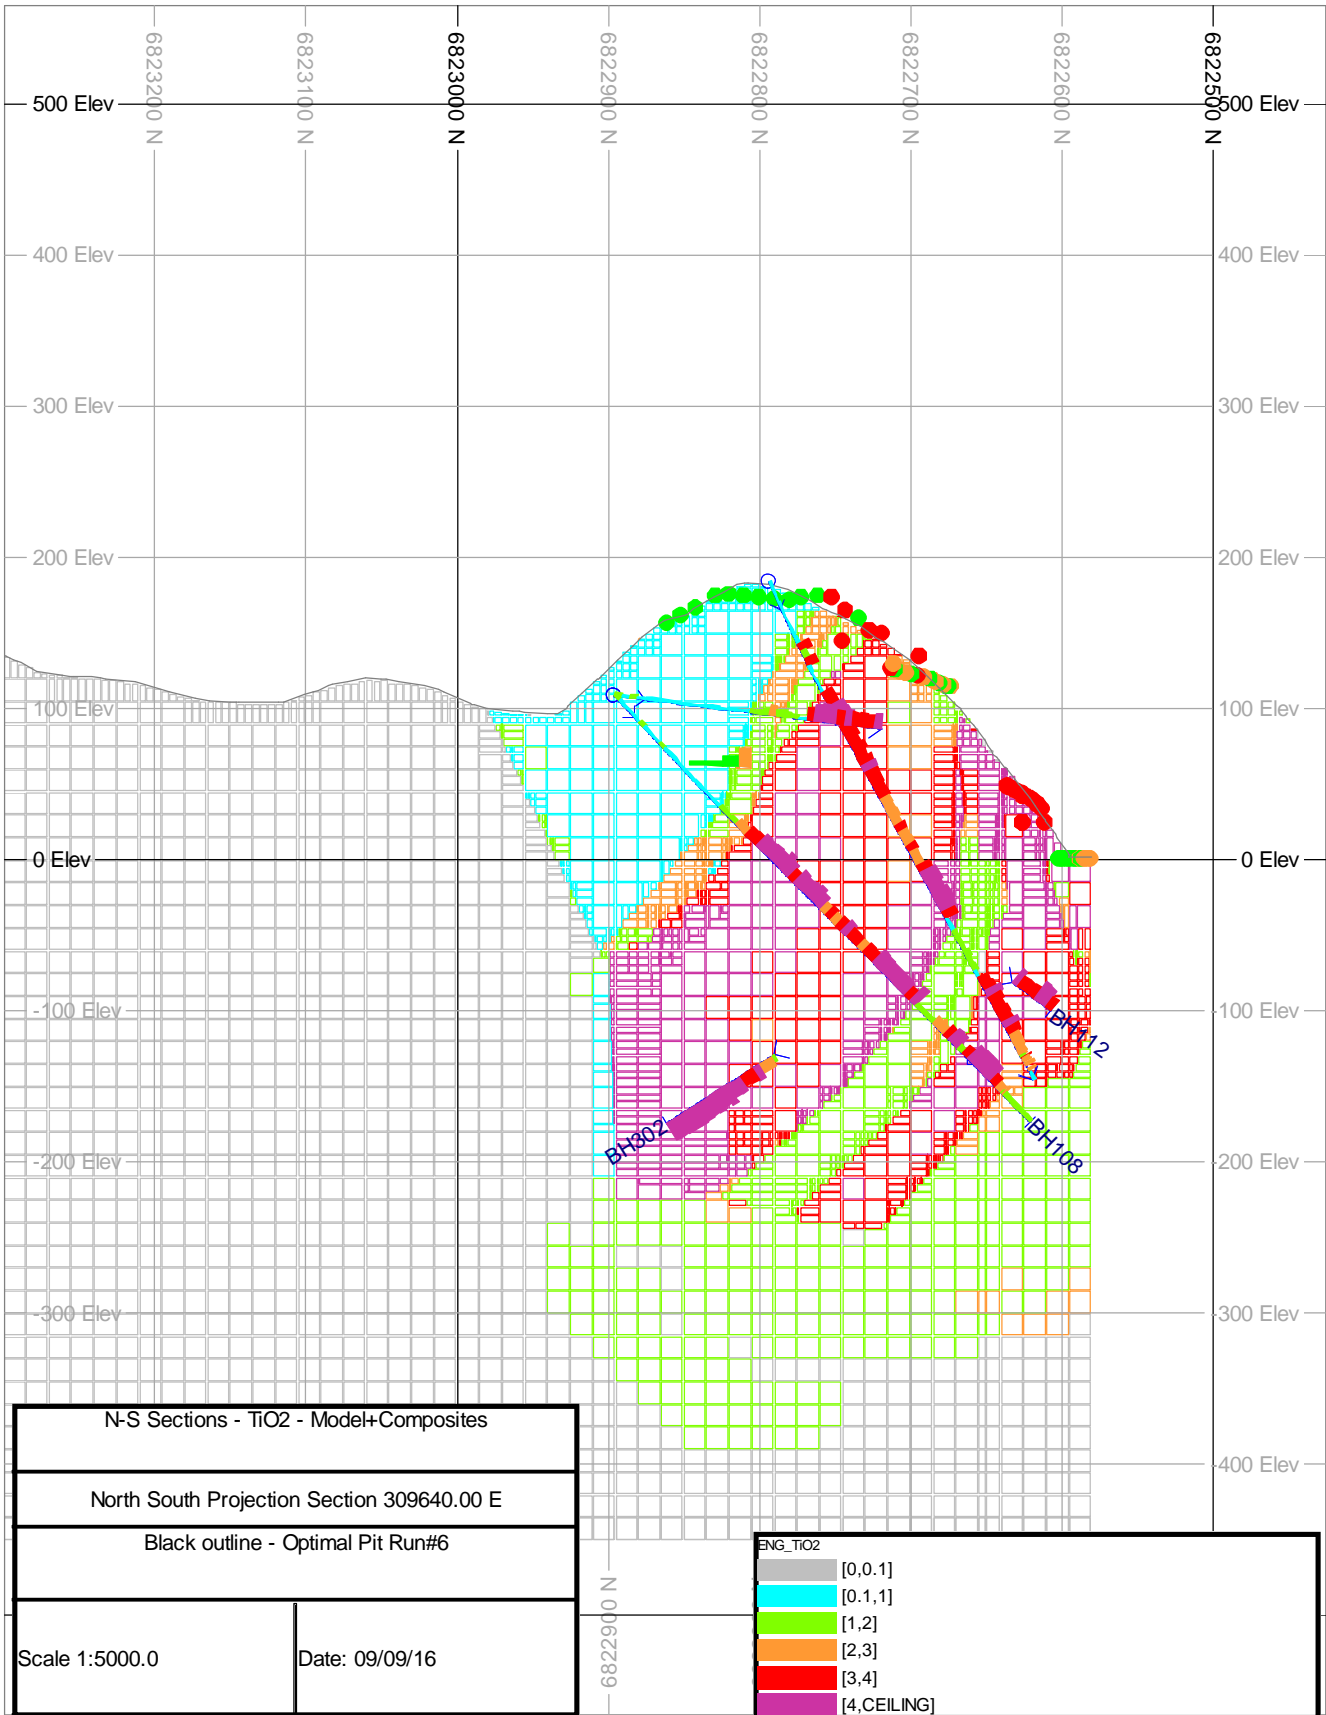 6823200 N
6823100 N
6823000 N
6822900 N
6822800 N
6822700 N
6822600 N
6822500 N
500 Elev
500 Elev
400 Elev
400 Elev
300 Elev
300 Elev
200 Elev
200 Elev
100 Elev
100 Elev
0 Elev
0 Elev
-100 Elev
-100 Elev
BH112
BH302
BH108
-200 Elev
-200 Elev
-300 Elev
-300 Elev
-400 Elev
N-S Sections - TiO2 - Model+Composites
North South Projection Section 309640.00 E
Black outline - Optimal Pit Run#6
Scale 1:5000.0
Date: 09/09/16
6822900 N
ENG_TiO2
[0,0.1]
[0.1,1]
[1,2]
[2,3]
[3,4]
[4,CEILING]